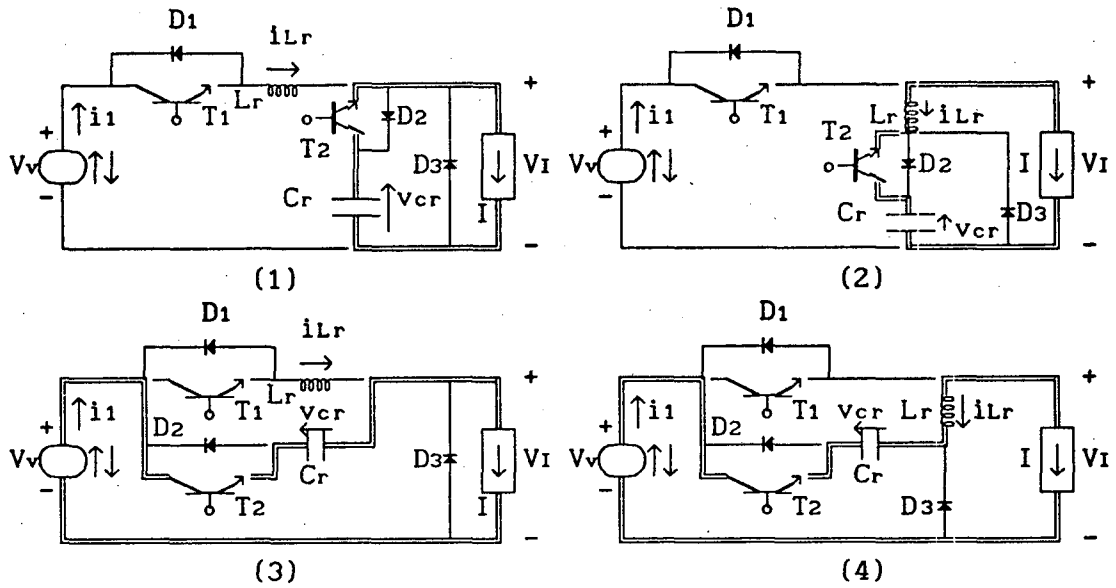 D1
iLr
Lr
T1
i1
+
Vv
−
T2
D2
Cr
vcr
D3
I
VI
+
−
(1)
D1
T1
i1
+
Vv
−
Lr
iLr
T2
D2
Cr
vcr
D3
I
VI
+
−
(2)
D1
iLr
Lr
T1
i1
+
Vv
−
D2
vcr
Cr
T2
D3
I
VI
+
−
(3)
D1
T1
i1
+
Vv
−
D2
vcr
Cr
Lr
iLr
T2
D3
I
VI
+
−
(4)